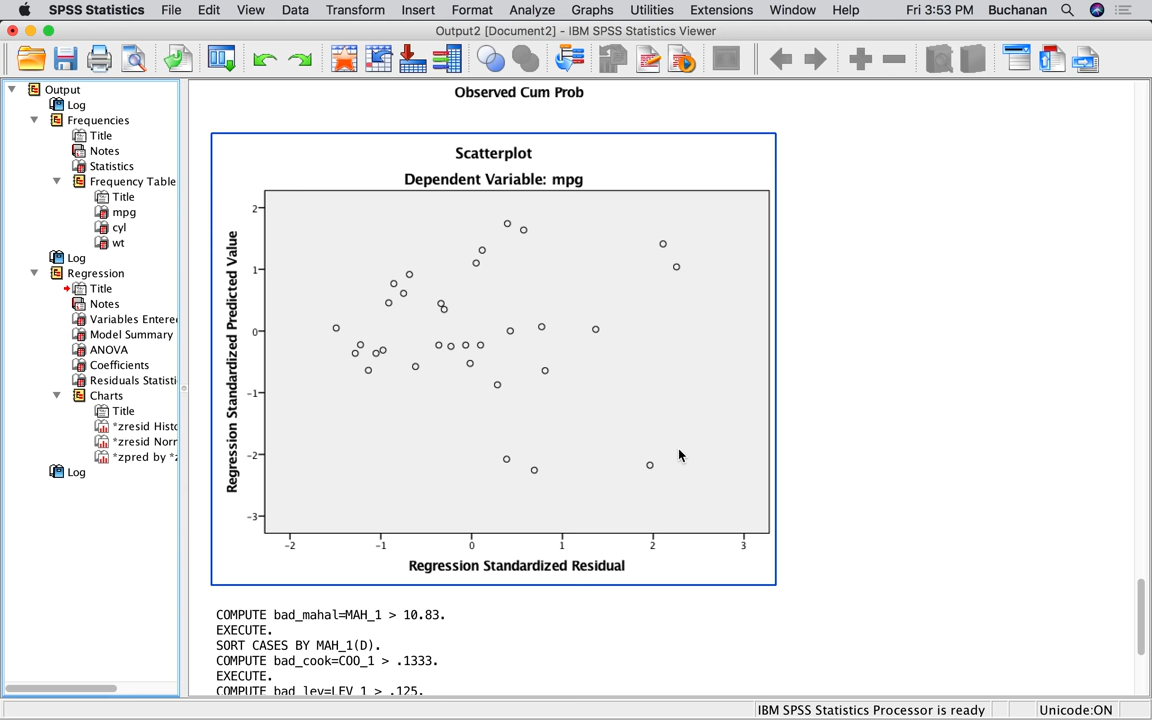 SPSS Statistics File Edit View Data Transform Insert Format Analyze Graphs Utilities Extensions Window Help Fri 3:53 PM Buchanan
Output2 [Document2] - IBM SPSS Statistics Viewer
Output
Log
Frequencies
Title
Notes
Statistics
Frequency Table
Title
mpg
cyl
wt
Log
Regression
Title
Notes
Variables Entere
Model Summary
ANOVA
Coefficients
Residuals Statisti
Charts
Title
*zresid Histo
*zresid Norr
*zpred by *z
Log
Observed Cum Prob
Scatterplot
Dependent Variable: mpg
Regression Standardized Predicted Value
2
1
0
-1
-2
-3
-2 -1 0 1 2 3
Regression Standardized Residual
COMPUTE bad_mahal=MAH_1 > 10.83.
EXECUTE.
SORT CASES BY MAH_1(D).
COMPUTE bad_cook=COO_1 > .1333.
EXECUTE.
COMPUTE bad_lev=LEV_1 > .125.
IBM SPSS Statistics Processor is ready Unicode:ON